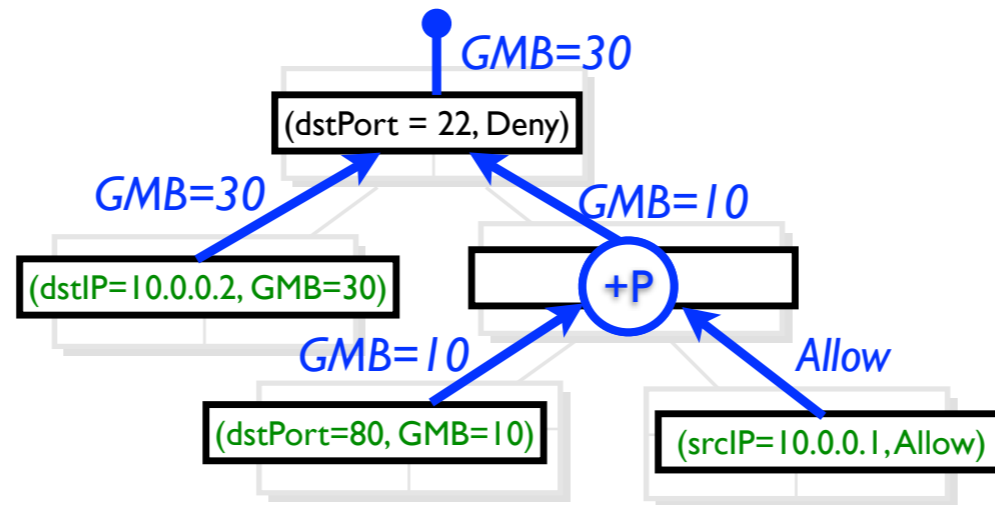 GMB=30
(dstPort = 22, Deny)
GMB=30
GMB=10
(dstIP=10.0.0.2, GMB=30)
+P
GMB=10
Allow
(dstPort=80, GMB=10)
(srcIP=10.0.0.1, Allow)